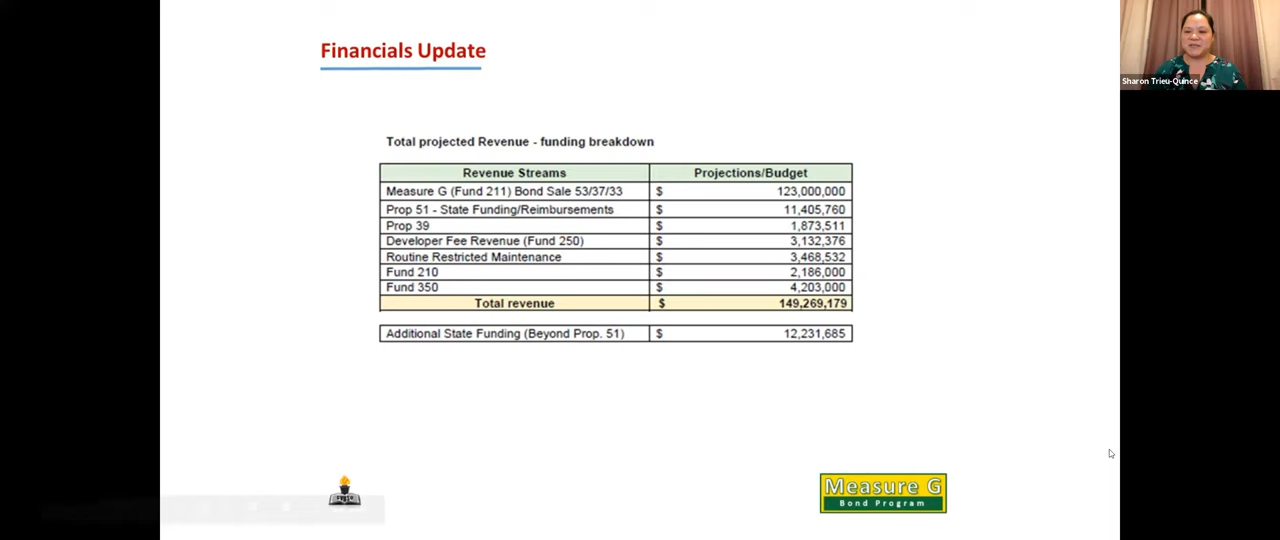 Financials Update
Sharon Trieu-Quince
Total projected Revenue - funding breakdown
Revenue Streams Projections/Budget
Measure G (Fund 211) Bond Sale 53/37/33 $ 123,000,000
Prop 51 - State Funding/Reimbursements $ 11,405,760
Prop 39 $ 1,873,511
Developer Fee Revenue (Fund 250) $ 3,132,376
Routine Restricted Maintenance $ 3,468,532
Fund 210 $ 2,186,000
Fund 350 $ 4,203,000
Total revenue $ 149,269,179
Additional State Funding (Beyond Prop. 51) $ 12,231,685
Measure G
Bond Program